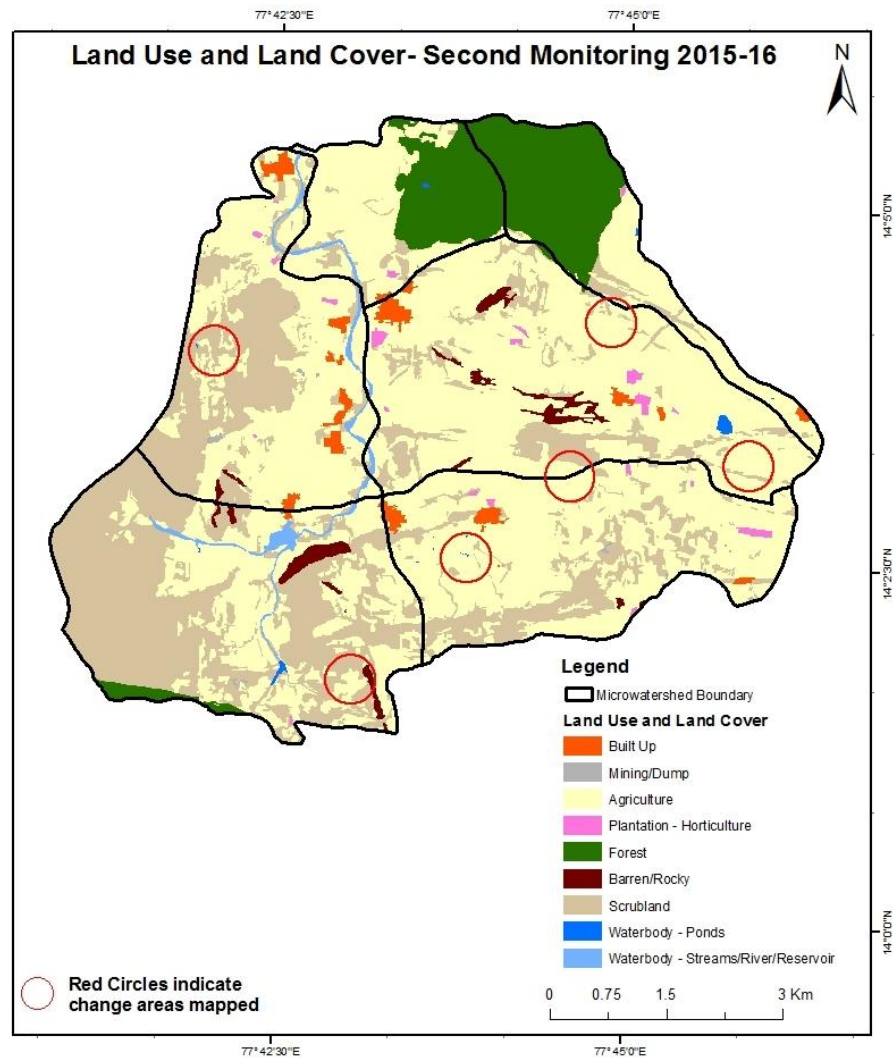 77°42'30"E
77°45'0"E
Land Use and Land Cover- Second Monitoring 2015-16
N
14°5'0"N
14°2'30"N
14°0'0"N
Legend
Microwatershed Boundary
Land Use and Land Cover
Built Up
Mining/Dump
Agriculture
Plantation - Horticulture
Forest
Barren/Rocky
Scrubland
Waterbody - Ponds
Waterbody - Streams/River/Reservoir
Red Circles indicate
change areas mapped
0 0.75 1.5 3 Km
77°42'30"E
77°45'0"E